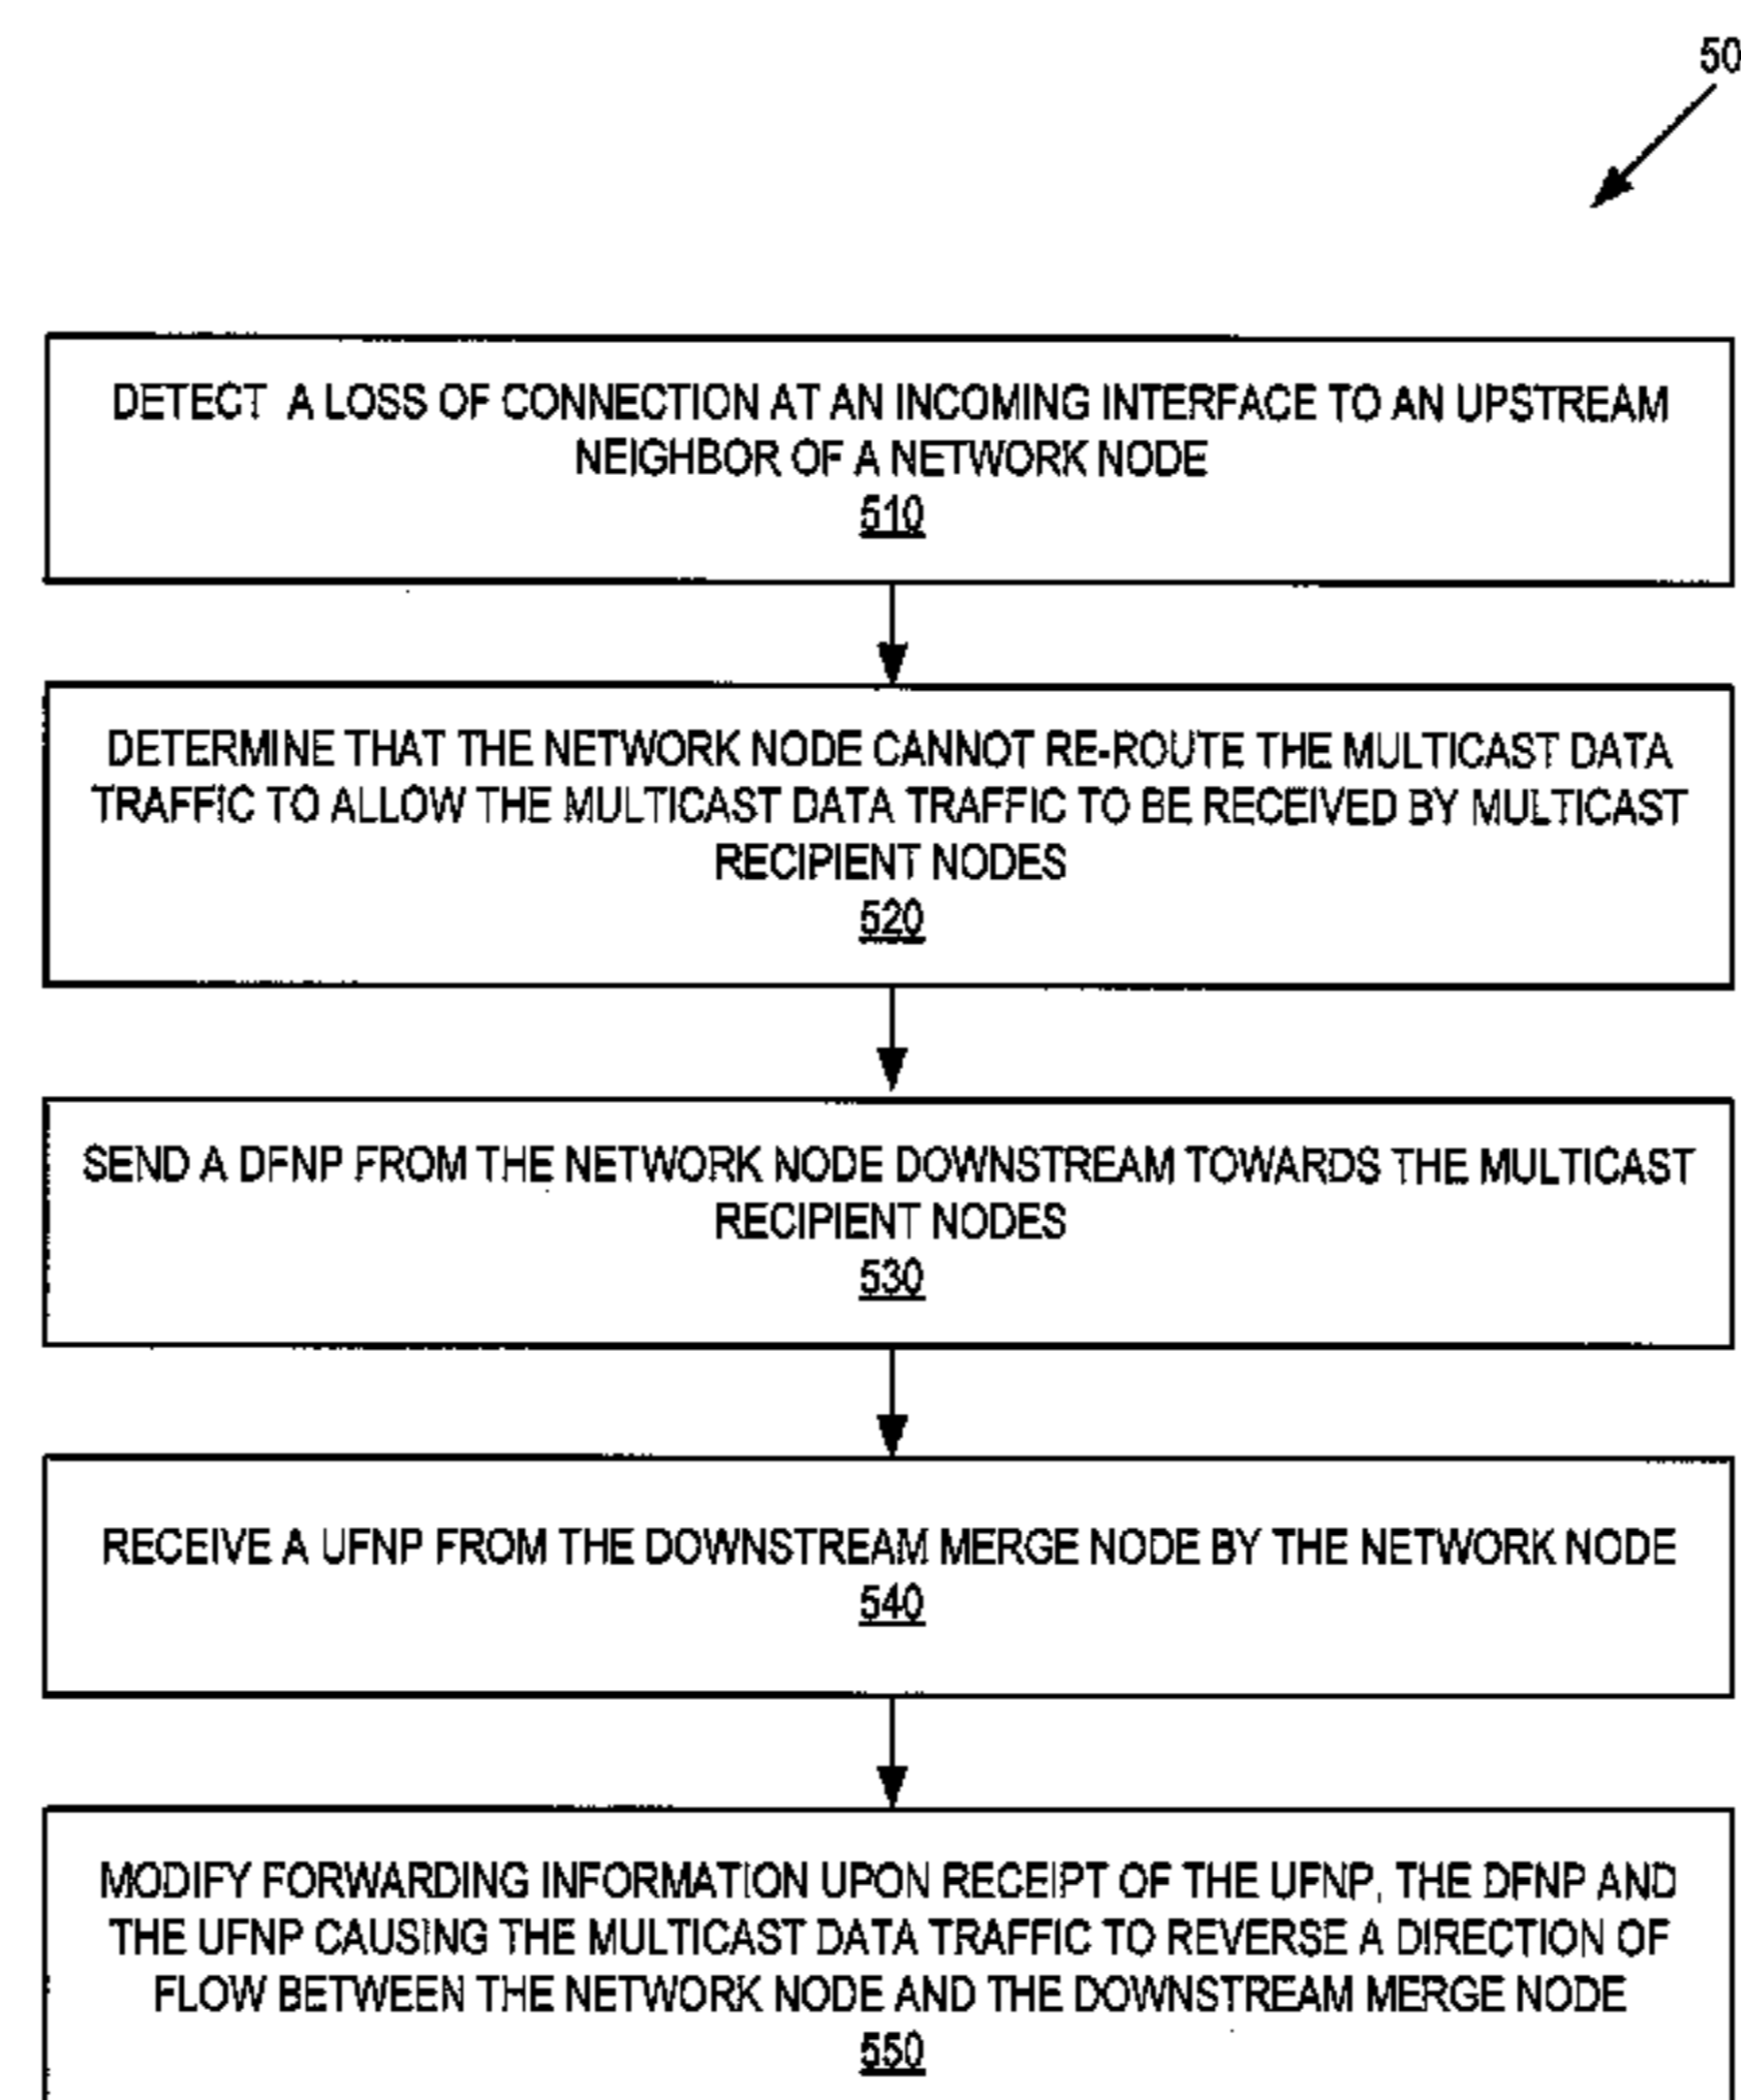 50
DETECT A LOSS OF CONNECTION AT AN INCOMING INTERFACE TO AN UPSTREAM
NEIGHBOR OF A NETWORK NODE
510
DETERMINE THAT THE NETWORK NODE CANNOT RE-ROUTE THE MULTICAST DATA
TRAFFIC TO ALLOW THE MULTICAST DATA TRAFFIC TO BE RECEIVED BY MULTICAST
RECIPIENT NODES
520
SEND A DFNP FROM THE NETWORK NODE DOWNSTREAM TOWARDS THE MULTICAST
RECIPIENT NODES
530
RECEIVE A UFNP FROM THE DOWNSTREAM MERGE NODE BY THE NETWORK NODE
540
MODIFY FORWARDING INFORMATION UPON RECEIPT OF THE UFNP, THE DFNP AND
THE UFNP CAUSING THE MULTICAST DATA TRAFFIC TO REVERSE A DIRECTION OF
FLOW BETWEEN THE NETWORK NODE AND THE DOWNSTREAM MERGE NODE
550